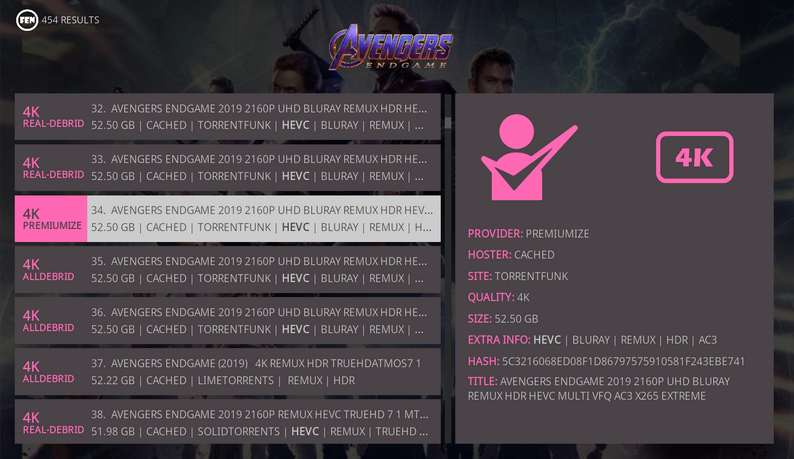 FEN 454 RESULTS
AVENGERS
ENDGAME
4K
REAL-DEBRID
32. AVENGERS ENDGAME 2019 2160P UHD BLURAY REMUX HDR HE...
52.50 GB | CACHED | TORRENTFUNK | HEVC | BLURAY | REMUX | ...
4K
REAL-DEBRID
33. AVENGERS ENDGAME 2019 2160P UHD BLURAY REMUX HDR HE...
52.50 GB | CACHED | TORRENTFUNK | HEVC | BLURAY | REMUX | ...
4K
PREMIUMIZE
34. AVENGERS ENDGAME 2019 2160P UHD BLURAY REMUX HDR HEV...
52.50 GB | CACHED | TORRENTFUNK | HEVC | BLURAY | REMUX | H...
4K
ALLDEBRID
35. AVENGERS ENDGAME 2019 2160P UHD BLURAY REMUX HDR HE...
52.50 GB | CACHED | TORRENTFUNK | HEVC | BLURAY | REMUX | ...
4K
ALLDEBRID
36. AVENGERS ENDGAME 2019 2160P UHD BLURAY REMUX HDR HE...
52.50 GB | CACHED | TORRENTFUNK | HEVC | BLURAY | REMUX | ...
4K
ALLDEBRID
37. AVENGERS ENDGAME (2019) 4K REMUX HDR TRUEHDATMOS7 1
52.22 GB | CACHED | LIMETORRENTS | REMUX | HDR
4K
REAL-DEBRID
38. AVENGERS ENDGAME 2019 2160P REMUX HEVC TRUEHD 7 1 MT...
51.98 GB | CACHED | SOLIDTORRENTS | HEVC | REMUX | TRUEHD ...
4K
PROVIDER: PREMIUMIZE
HOSTER: CACHED
SITE: TORRENTFUNK
QUALITY: 4K
SIZE: 52.50 GB
EXTRA INFO: HEVC | BLURAY | REMUX | HDR | AC3
HASH: 5C3216068ED08F1D86797575910581F243EBE741
TITLE: AVENGERS ENDGAME 2019 2160P UHD BLURAY
REMUX HDR HEVC MULTI VFQ AC3 X265 EXTREME